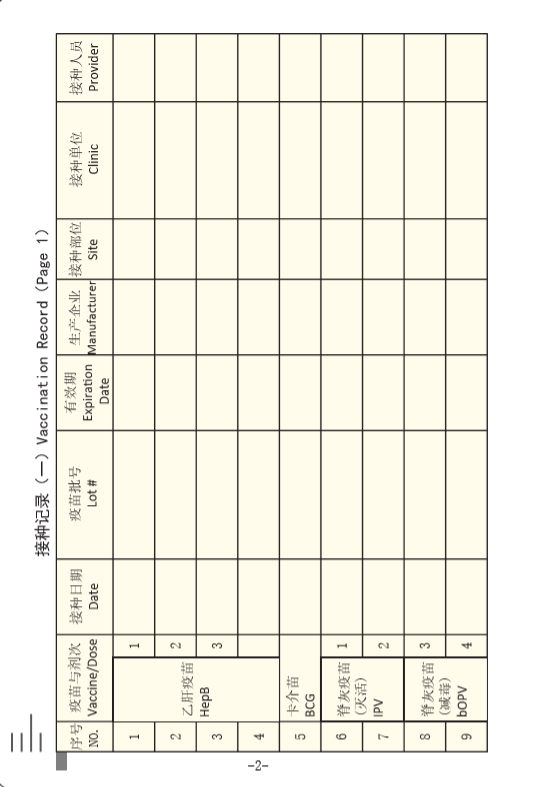 接种记录（一）Vaccination Record (Page 1)
序号 疫苗与剂次 接种日期 疫苗批号 有效期 生产企业 接种部位 接种单位 接种人员
NO. Vaccine/Dose Date Lot # Expiration Date Manufacturer Site Clinic Provider
1 乙肝疫苗 HepB 1
2 2
3 3
4
5 卡介苗 BCG
6 脊灰疫苗 (灭活) IPV 1
7 2
8 脊灰疫苗 (减毒) bOPV 3
9 4
-2-